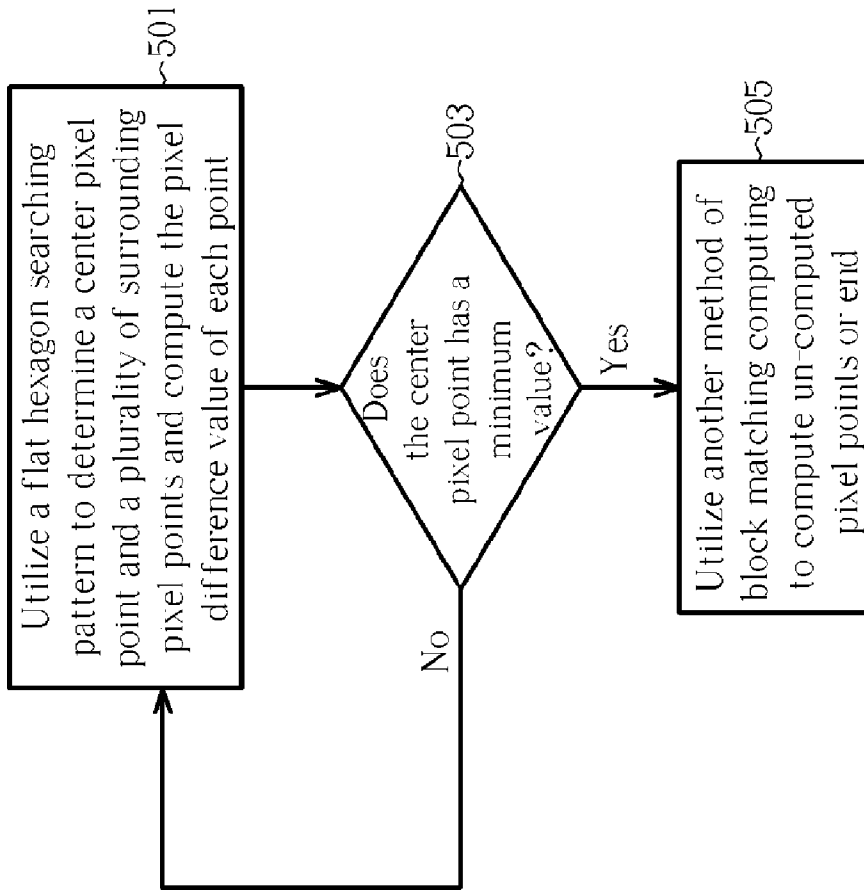 Utilize a flat hexagon searching
pattern to determine a center pixel
point and a plurality of surrounding
pixel points and compute the pixel
difference value of each point
501
Does
the center
pixel point has a
minimum
value?
503
No
Yes
Utilize another method of
block matching computing
to compute un-computed
pixel points or end
505